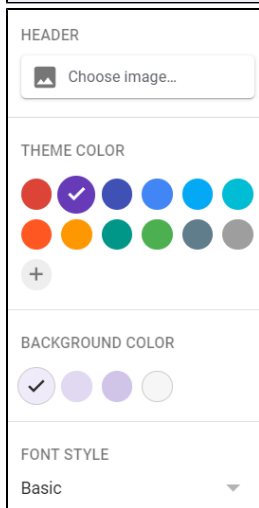 HEADER
Choose image...
THEME COLOR
BACKGROUND COLOR
FONT STYLE
Basic